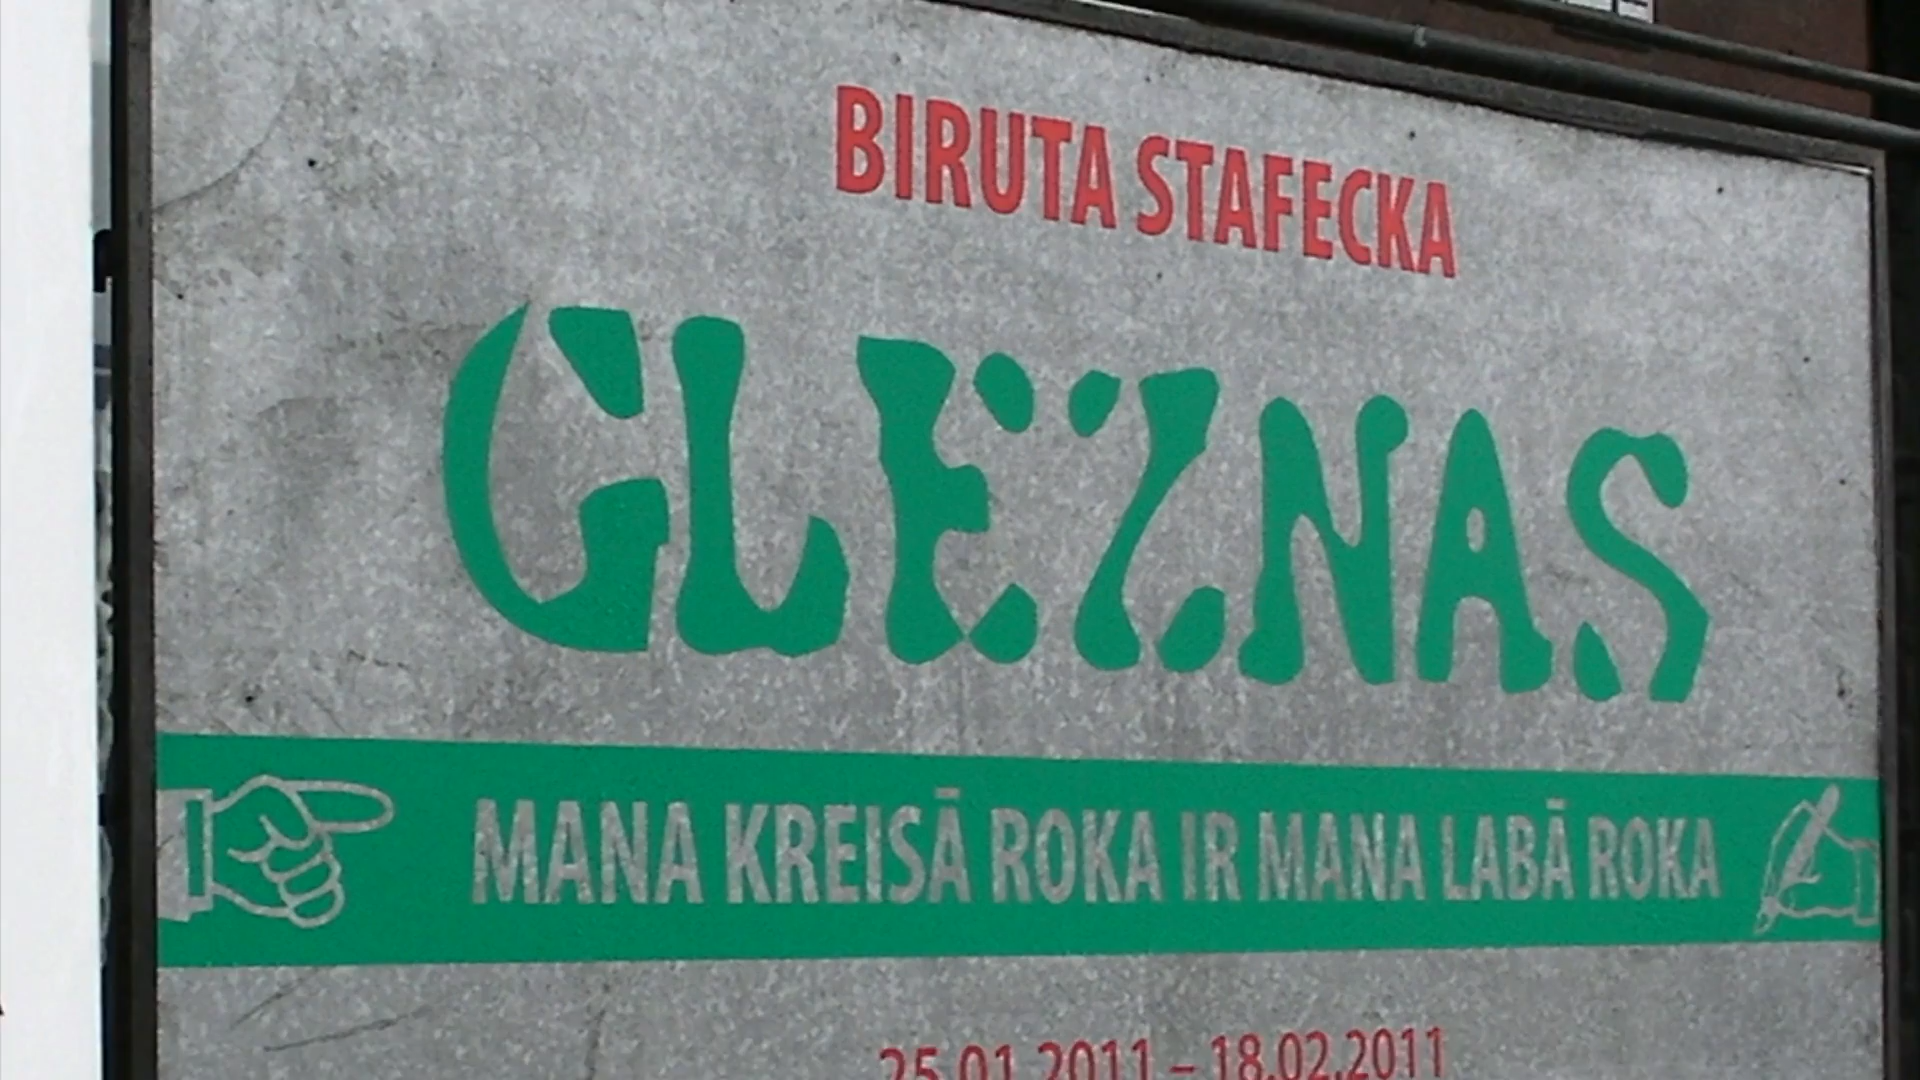 BIRUTA STAFECKA
GLEZNAS
MANA KREISĀ ROKA IR MANA LABĀ ROKA
25.01.2011 – 18.02.2011